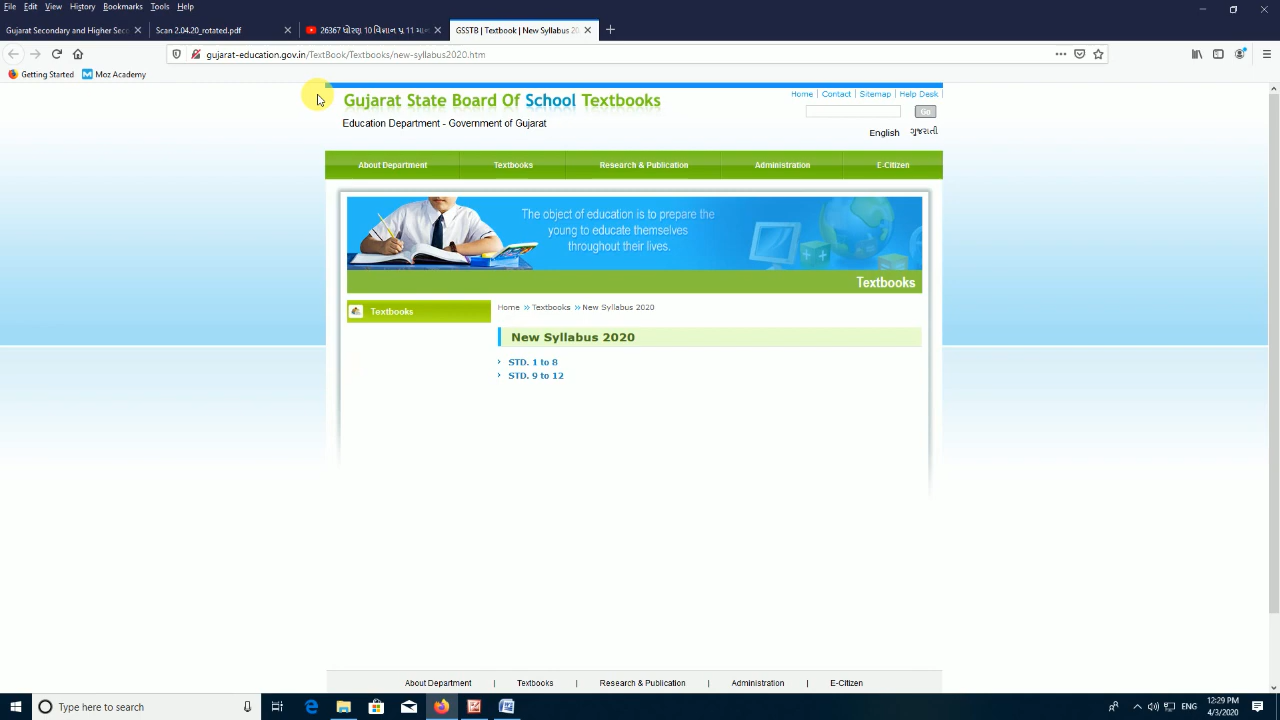 File Edit View History Bookmarks Tools Help
Gujarat Secondary and Higher Seco
Scan 2.04.20_rotated.pdf
26367 ધોરણ 10 વિજ્ઞાન પ્ર 11 માન
GSSTB | Textbook | New Syllabus 20
gujarat-education.gov.in/TextBook/Textbooks/new-syllabus2020.htm
Getting Started Moz Academy
Home Contact Sitemap Help Desk
Gujarat State Board Of School Textbooks
Go
Education Department - Government of Gujarat
English ગુજરાતી
About Department Textbooks Research & Publication Administration E-Citizen
The object of education is to prepare the
young to educate themselves
throughout their lives.
Textbooks
Textbooks
Home » Textbooks » New Syllabus 2020
New Syllabus 2020
STD. 1 to 8
STD. 9 to 12
About Department | Textbooks | Research & Publication | Administration | E-Citizen
Type here to search
ENG
12:29 PM
4/3/2020